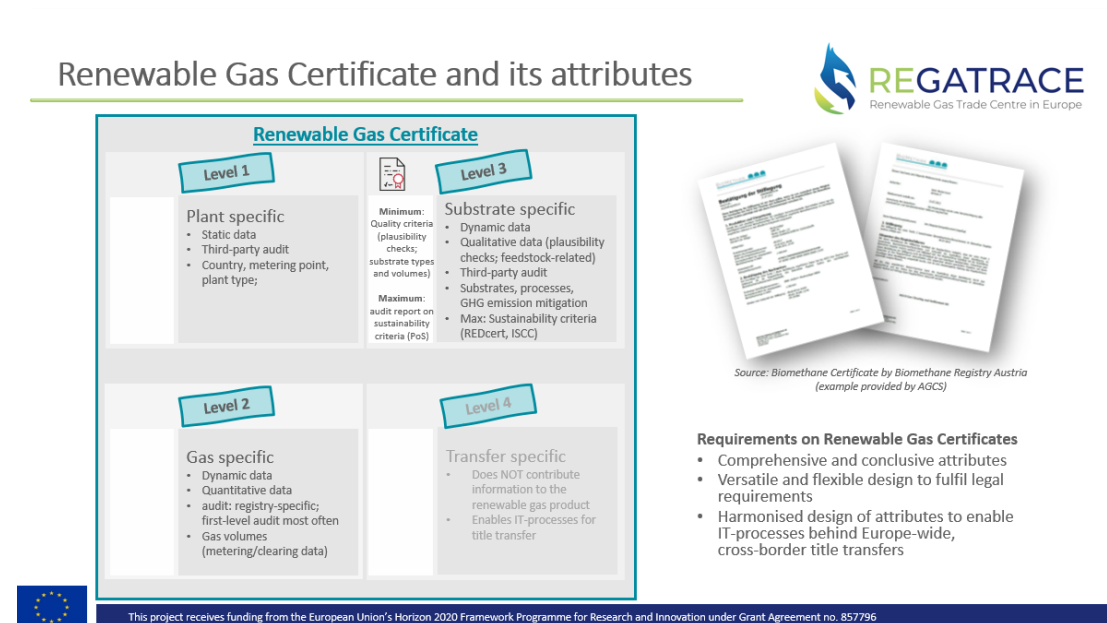 Renewable Gas Certificate and its attributes
REGATRACE
Renewable Gas Trade Centre in Europe
Renewable Gas Certificate
Level 1
Plant specific
• Static data
• Third-party audit
• Country, metering point,
plant type;
Minimum:
Quality criteria
(plausibility
checks;
substrate types
and volumes)
Maximum:
audit report on
sustainability
criteria (PoS)
Level 3
Substrate specific
• Dynamic data
• Qualitative data (plausibility
checks; feedstock-related)
• Third-party audit
• Substrates, processes,
GHG emission mitigation
• Max: Sustainability criteria
(REDcert, ISCC)
Level 2
Gas specific
• Dynamic data
• Quantitative data
• audit: registry-specific;
first-level audit most often
• Gas volumes
(metering/clearing data)
Level 4
Transfer specific
• Does NOT contribute
information to the
renewable gas product
• Enables IT-processes for
title transfer
Source: Biomethane Certificate by Biomethane Registry Austria
(example provided by AGCS)
Requirements on Renewable Gas Certificates
• Comprehensive and conclusive attributes
• Versatile and flexible design to fulfil legal
requirements
• Harmonised design of attributes to enable
IT-processes behind Europe-wide,
cross-border title transfers
This project receives funding from the European Union's Horizon 2020 Framework Programme for Research and Innovation under Grant Agreement no. 857796